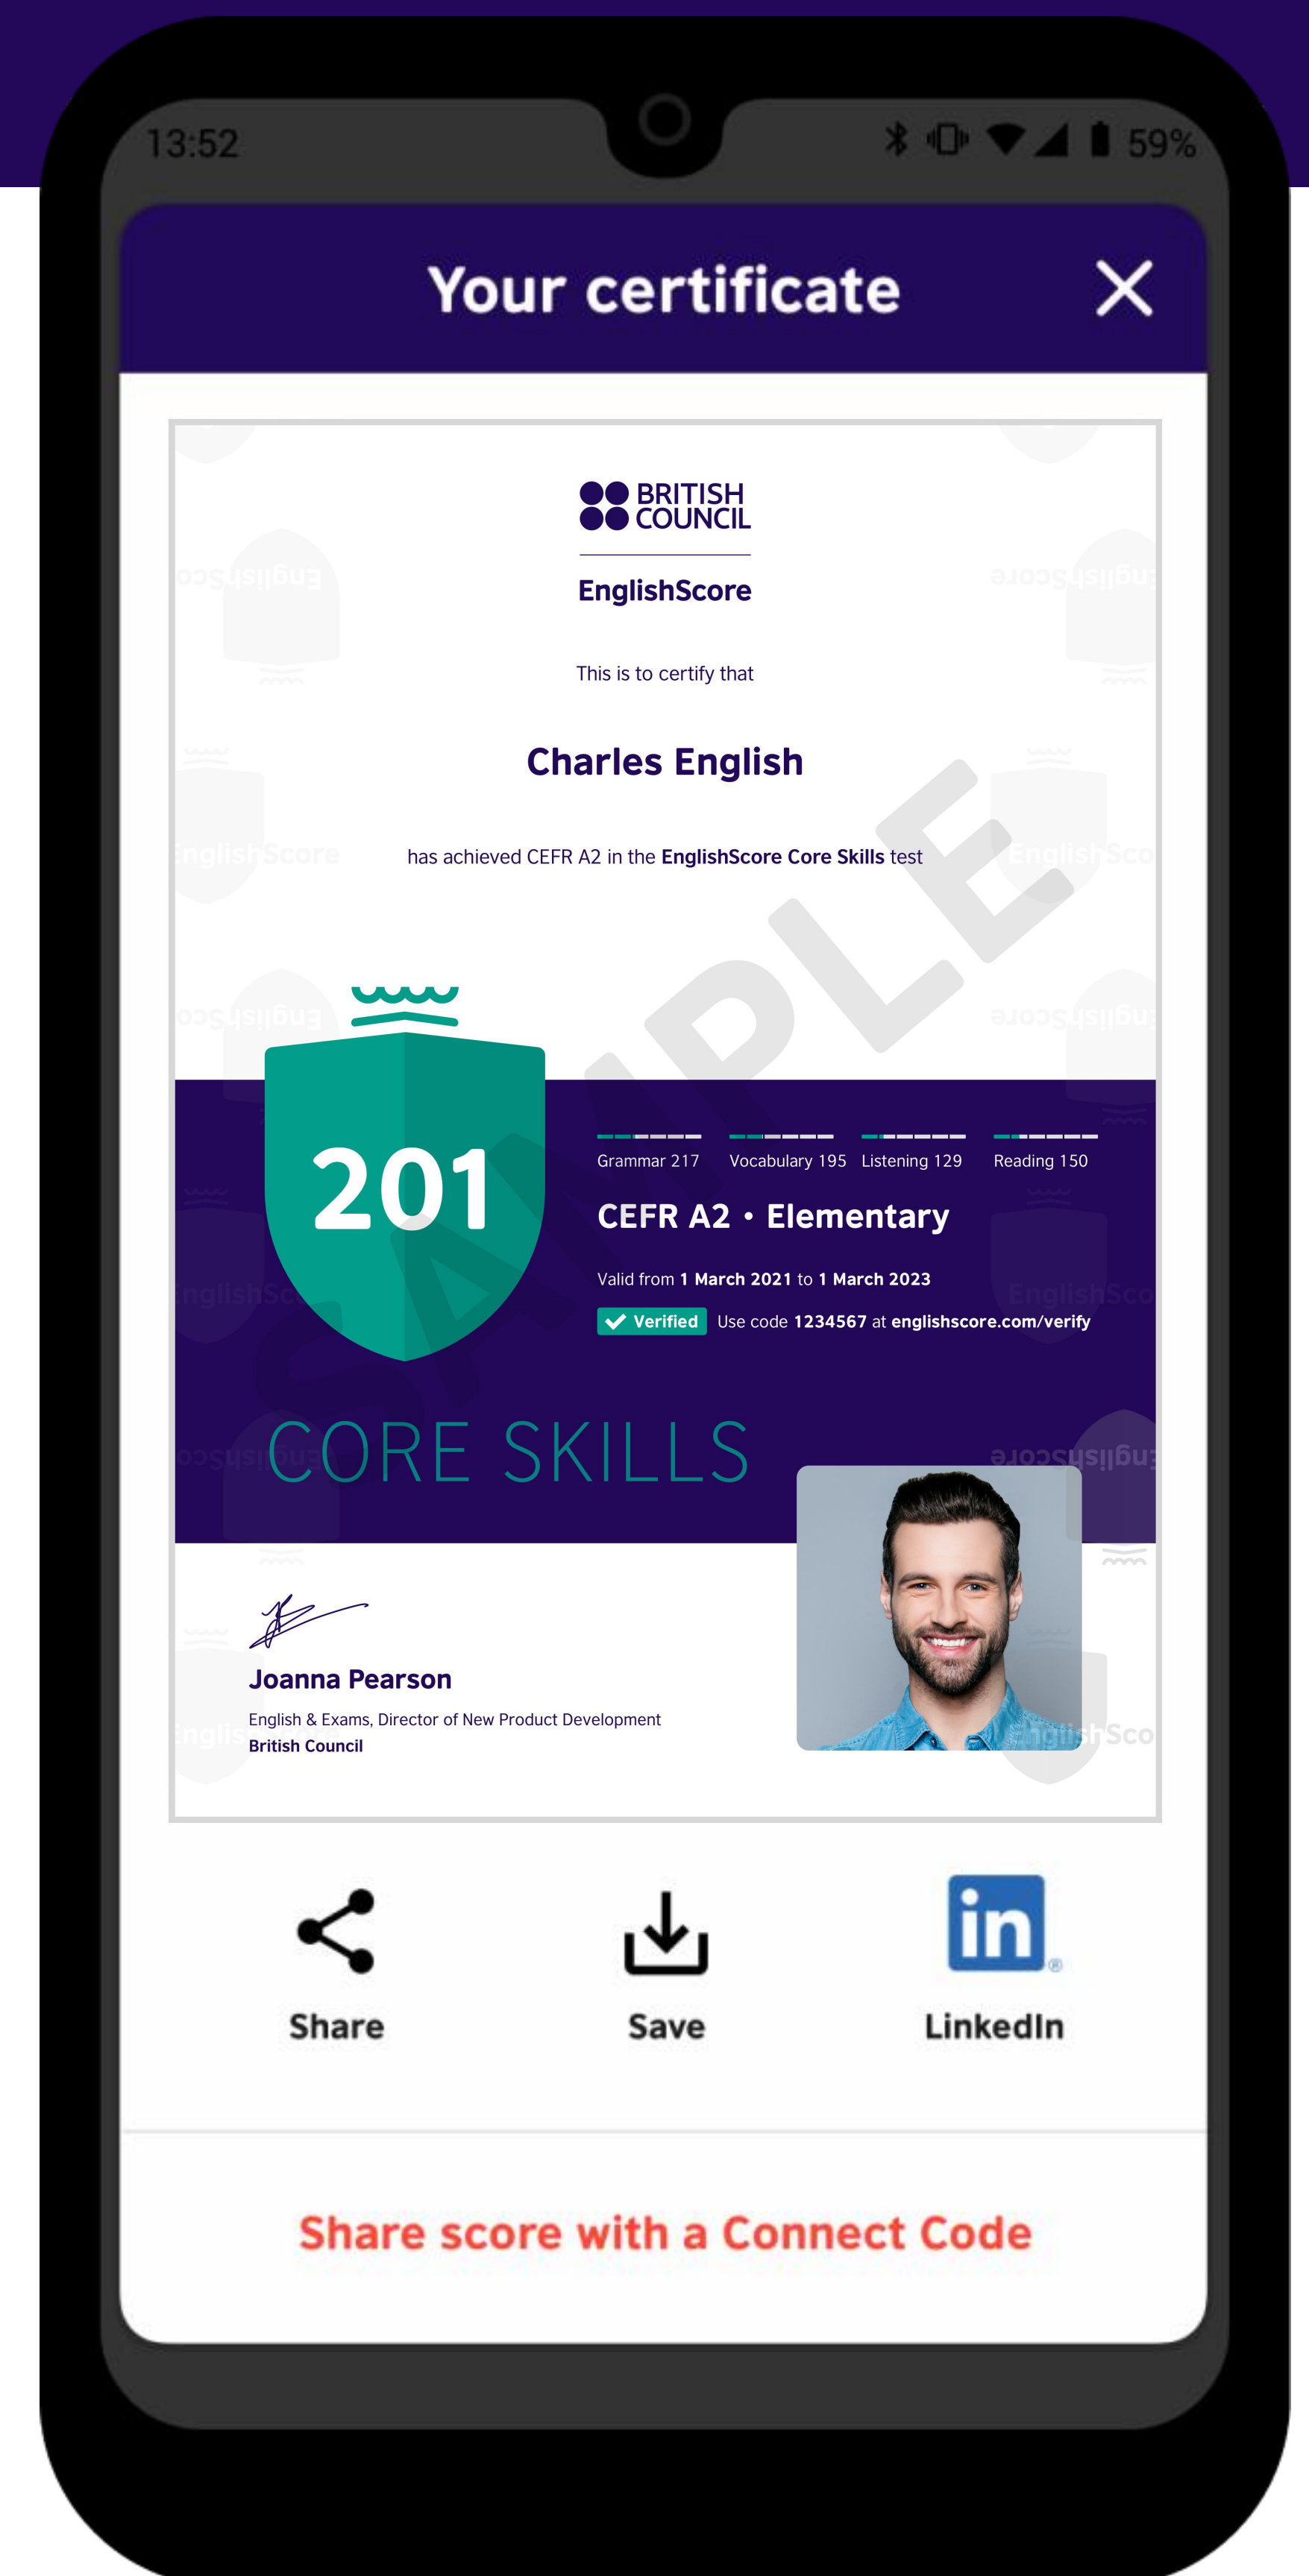 13:52
59%
Your certificate
BRITISH
COUNCIL
EnglishScore
This is to certify that
Charles English
has achieved CEFR A2 in the EnglishScore Core Skills test
SAMPLE
201
Grammar 217
Vocabulary 195
Listening 129
Reading 150
CEFR A2 • Elementary
Valid from 1 March 2021 to 1 March 2023
Verified
Use code 1234567 at englishscore.com/verify
CORE SKILLS
Joanna Pearson
English & Exams, Director of New Product Development
British Council
in
Share
Save
LinkedIn
Share score with a Connect Code